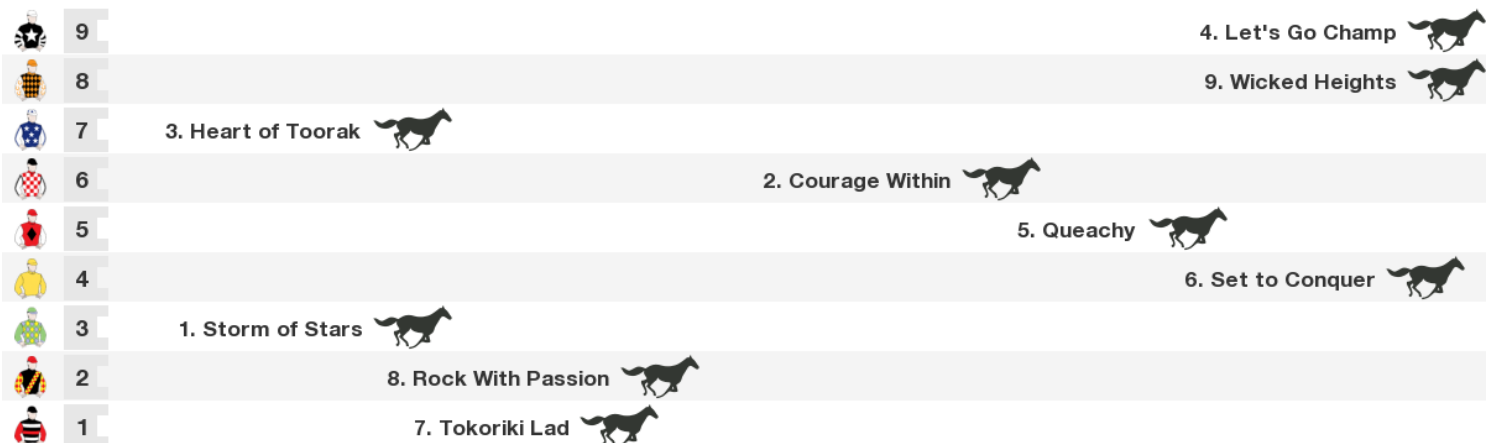 9 4. Let's Go Champ
8 9. Wicked Heights
7 3. Heart of Toorak
6 2. Courage Within
5 5. Queachy
4 6. Set to Conquer
3 1. Storm of Stars
2 8. Rock With Passion
1 7. Tokoriki Lad